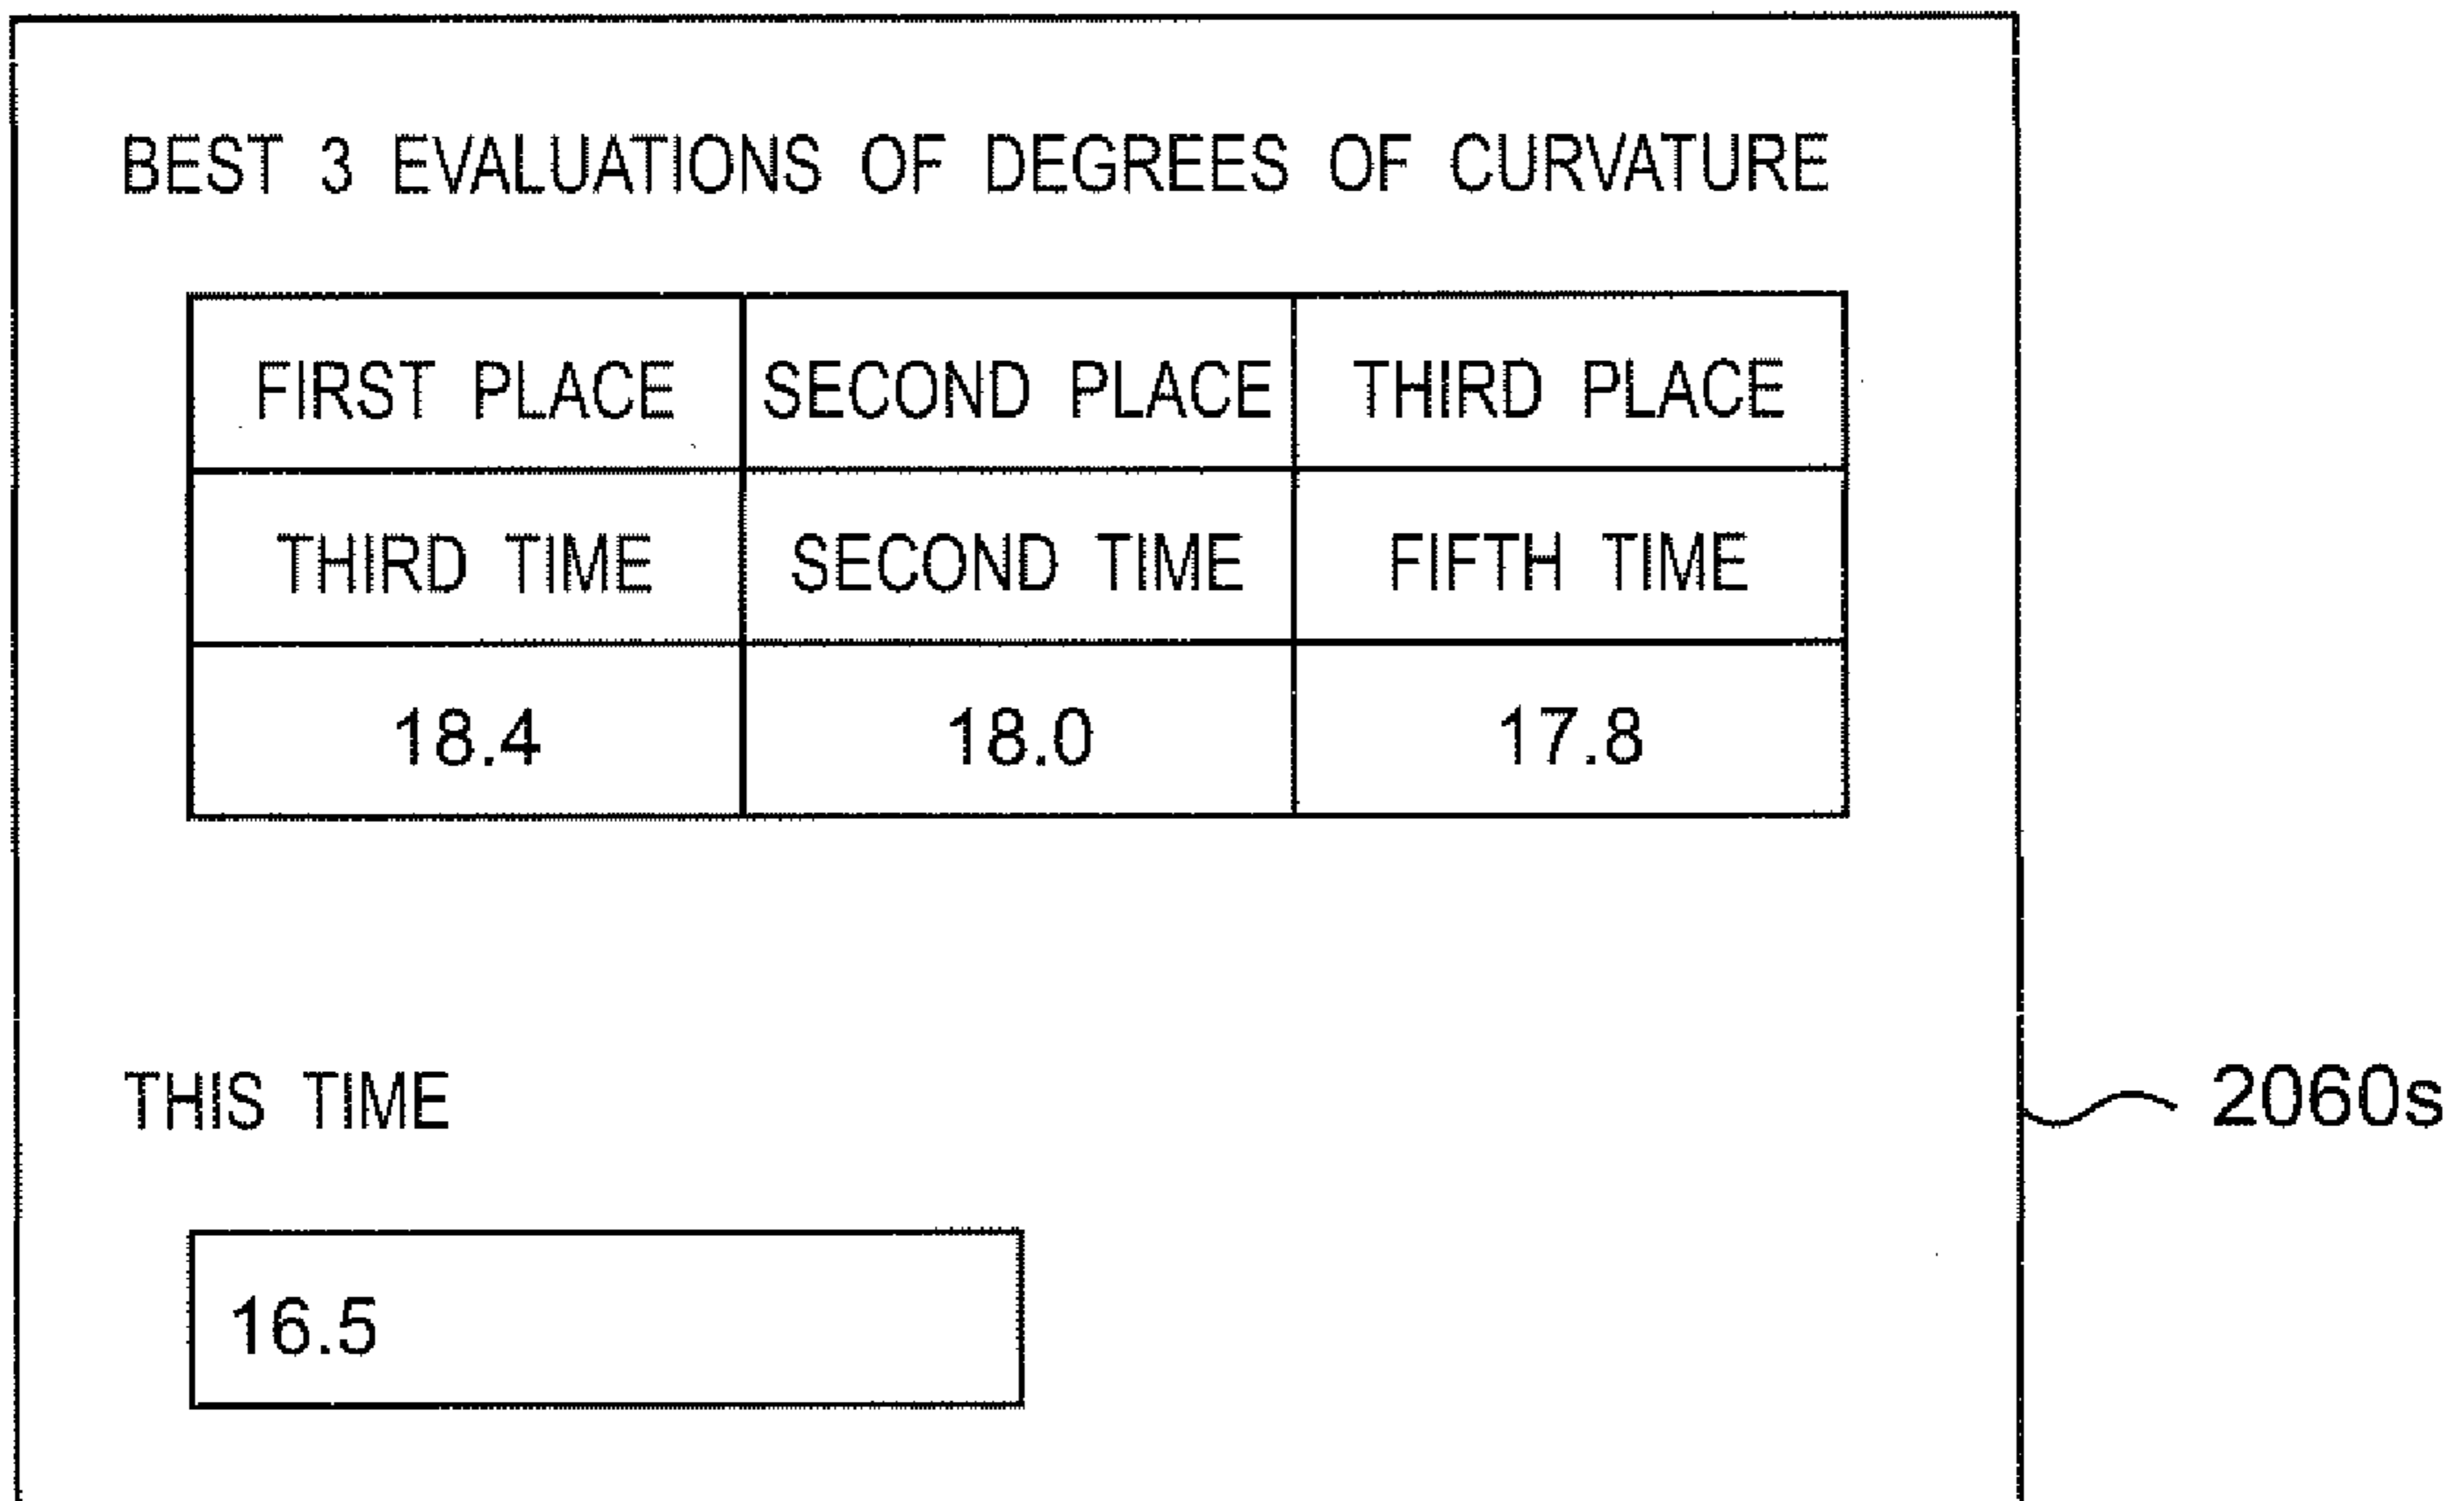 BEST 3 EVALUATIONS OF DEGREES OF CURVATURE
FIRST PLACE SECOND PLACE THIRD PLACE
THIRD TIME SECOND TIME FIFTH TIME
18.4 18.0 17.8
THIS TIME
2060s
16.5